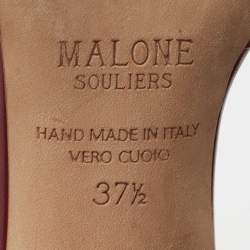 MALONE
SOULIERS
HAND MADE IN ITALY
VERO CUOIO
37½